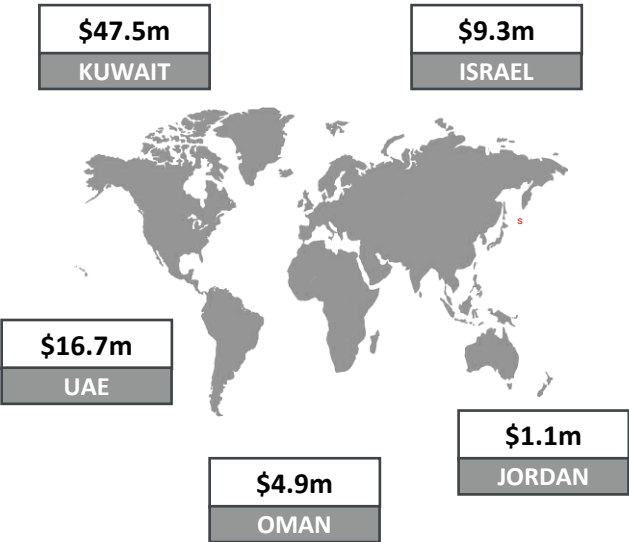 $47.5m
KUWAIT
$9.3m
ISRAEL
s
$16.7m
UAE
$1.1m
JORDAN
$4.9m
OMAN